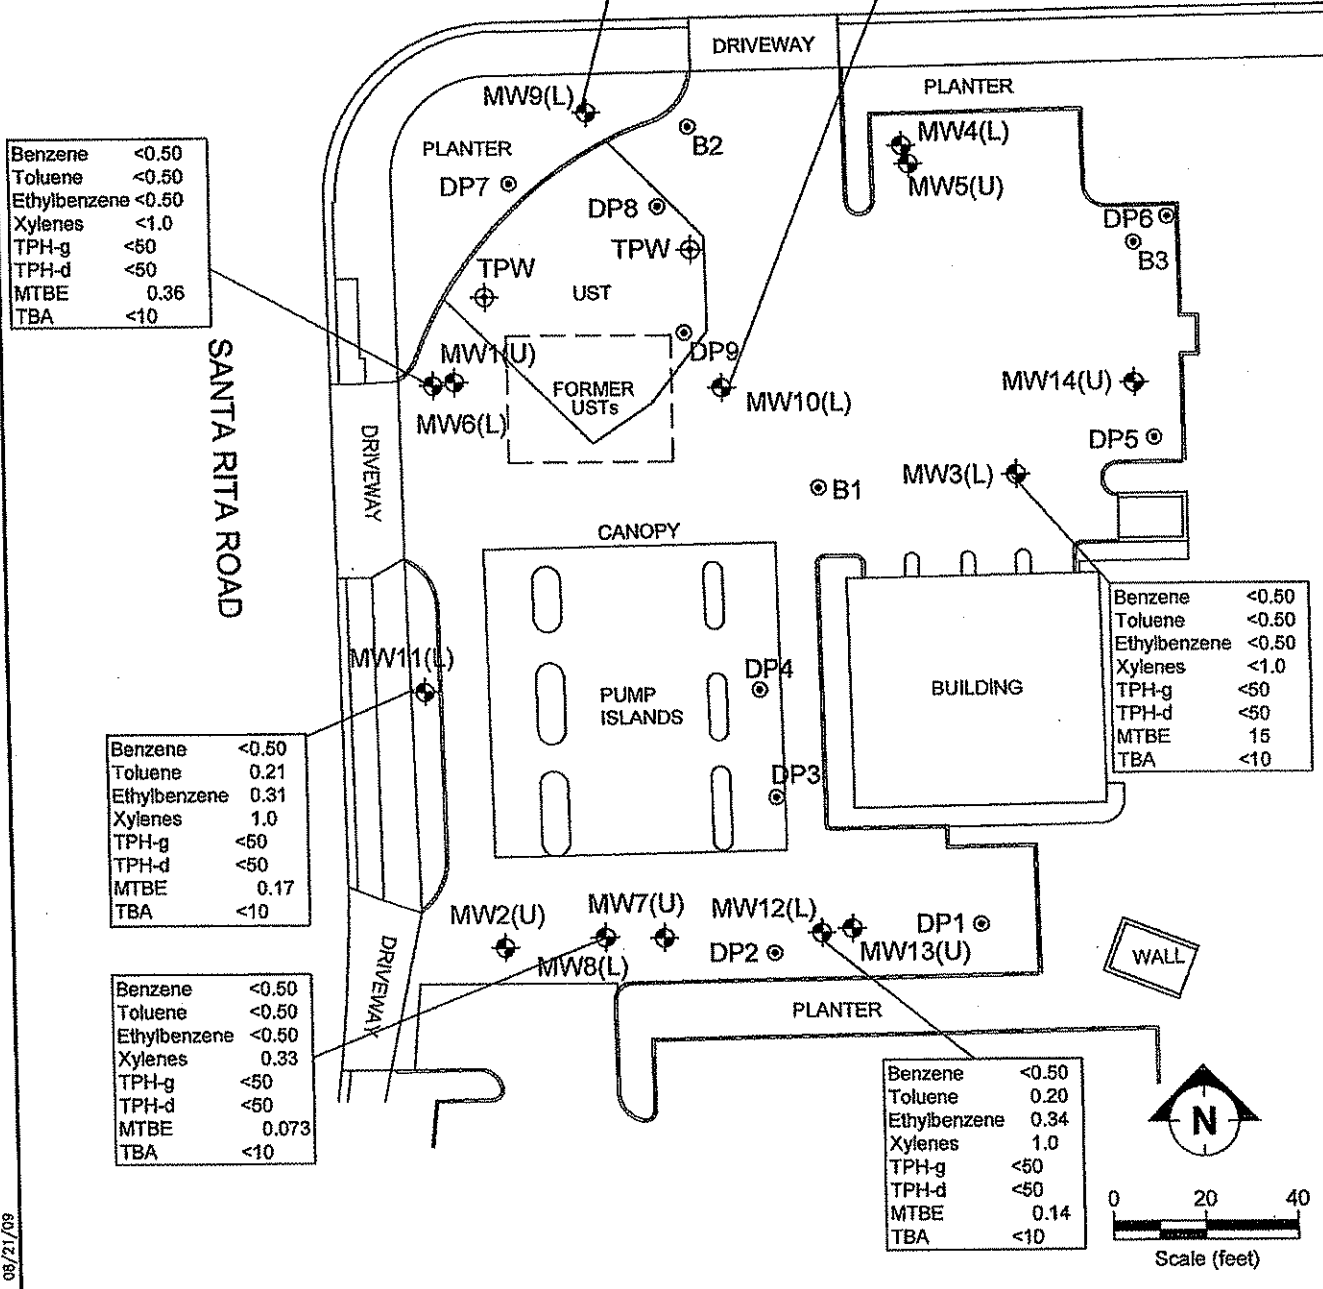 DRIVEWAY
PLANTER
MW9(L)
B2
MW4(L)
MW5(U)
PLANTER
DP7
DP8
TPW
TPW
UST
DP6
B3
Benzene <0.50
Toluene <0.50
Ethylbenzene <0.50
Xylenes <1.0
TPH-g <50
TPH-d <50
MTBE 0.36
TBA <10
SANTA RITA ROAD
MW1(U)
MW6(L)
DP9
FORMER
USTs
MW10(L)
MW14(U)
DP5
MW3(L)
B1
DRIVEWAY
CANOPY
MW11(L)
PUMP
ISLANDS
DP4
DP3
BUILDING
Benzene <0.50
Toluene <0.50
Ethylbenzene <0.50
Xylenes <1.0
TPH-g <50
TPH-d <50
MTBE 15
TBA <10
Benzene <0.50
Toluene 0.21
Ethylbenzene 0.31
Xylenes 1.0
TPH-g <50
TPH-d <50
MTBE 0.17
TBA <10
MW2(U)
MW7(U)
MW8(L)
MW12(L)
MW13(U)
DP2
DP1
WALL
DRIVEWAY
PLANTER
Benzene <0.50
Toluene <0.50
Ethylbenzene <0.50
Xylenes 0.33
TPH-g <50
TPH-d <50
MTBE 0.073
TBA <10
Benzene <0.50
Toluene 0.20
Ethylbenzene 0.34
Xylenes 1.0
TPH-g <50
TPH-d <50
MTBE 0.14
TBA <10
N
0 20 40
Scale (feet)
08/21/09